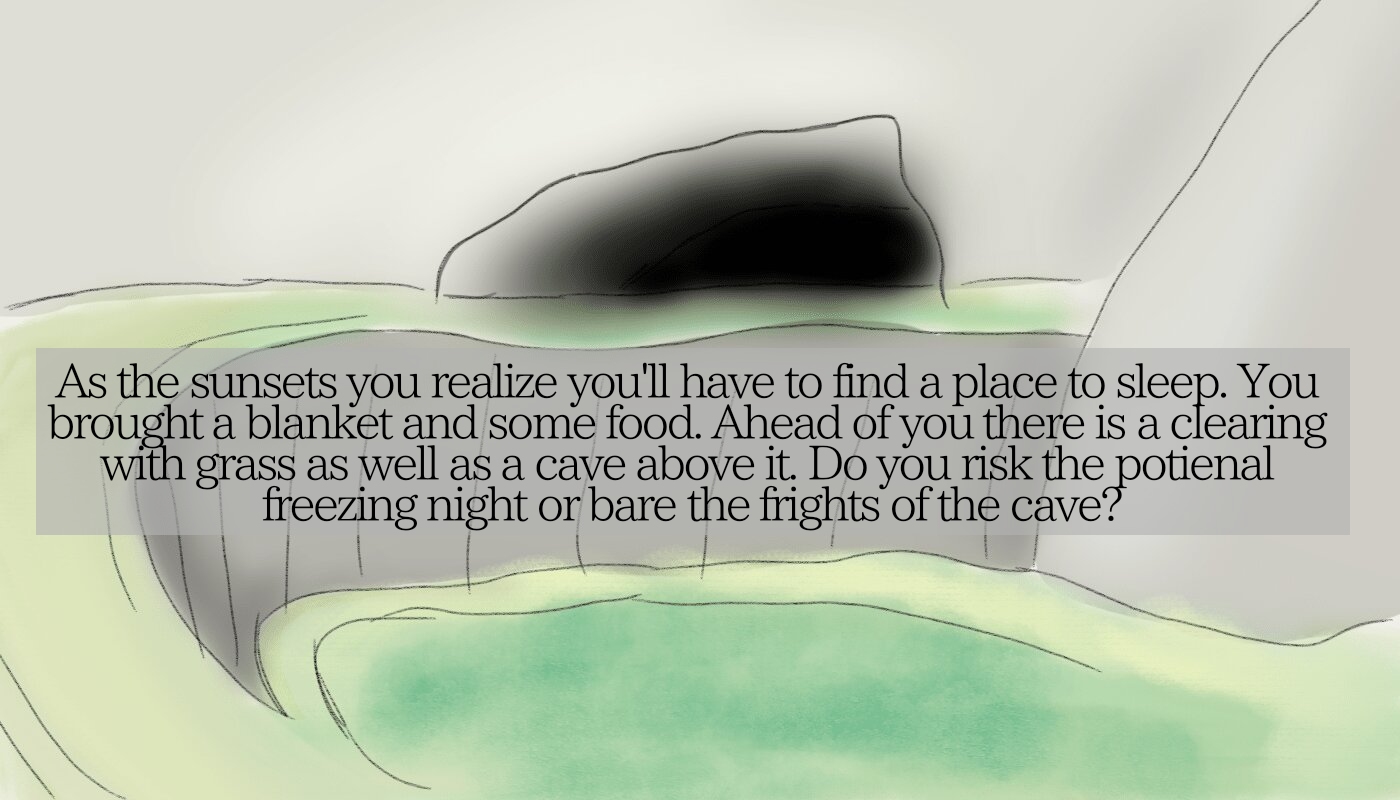 As the sunsets you realize you'll have to find a place to sleep. You
brought a blanket and some food. Ahead of you there is a clearing
with grass as well as a cave above it. Do you risk the potienal
freezing night or bare the frights of the cave?